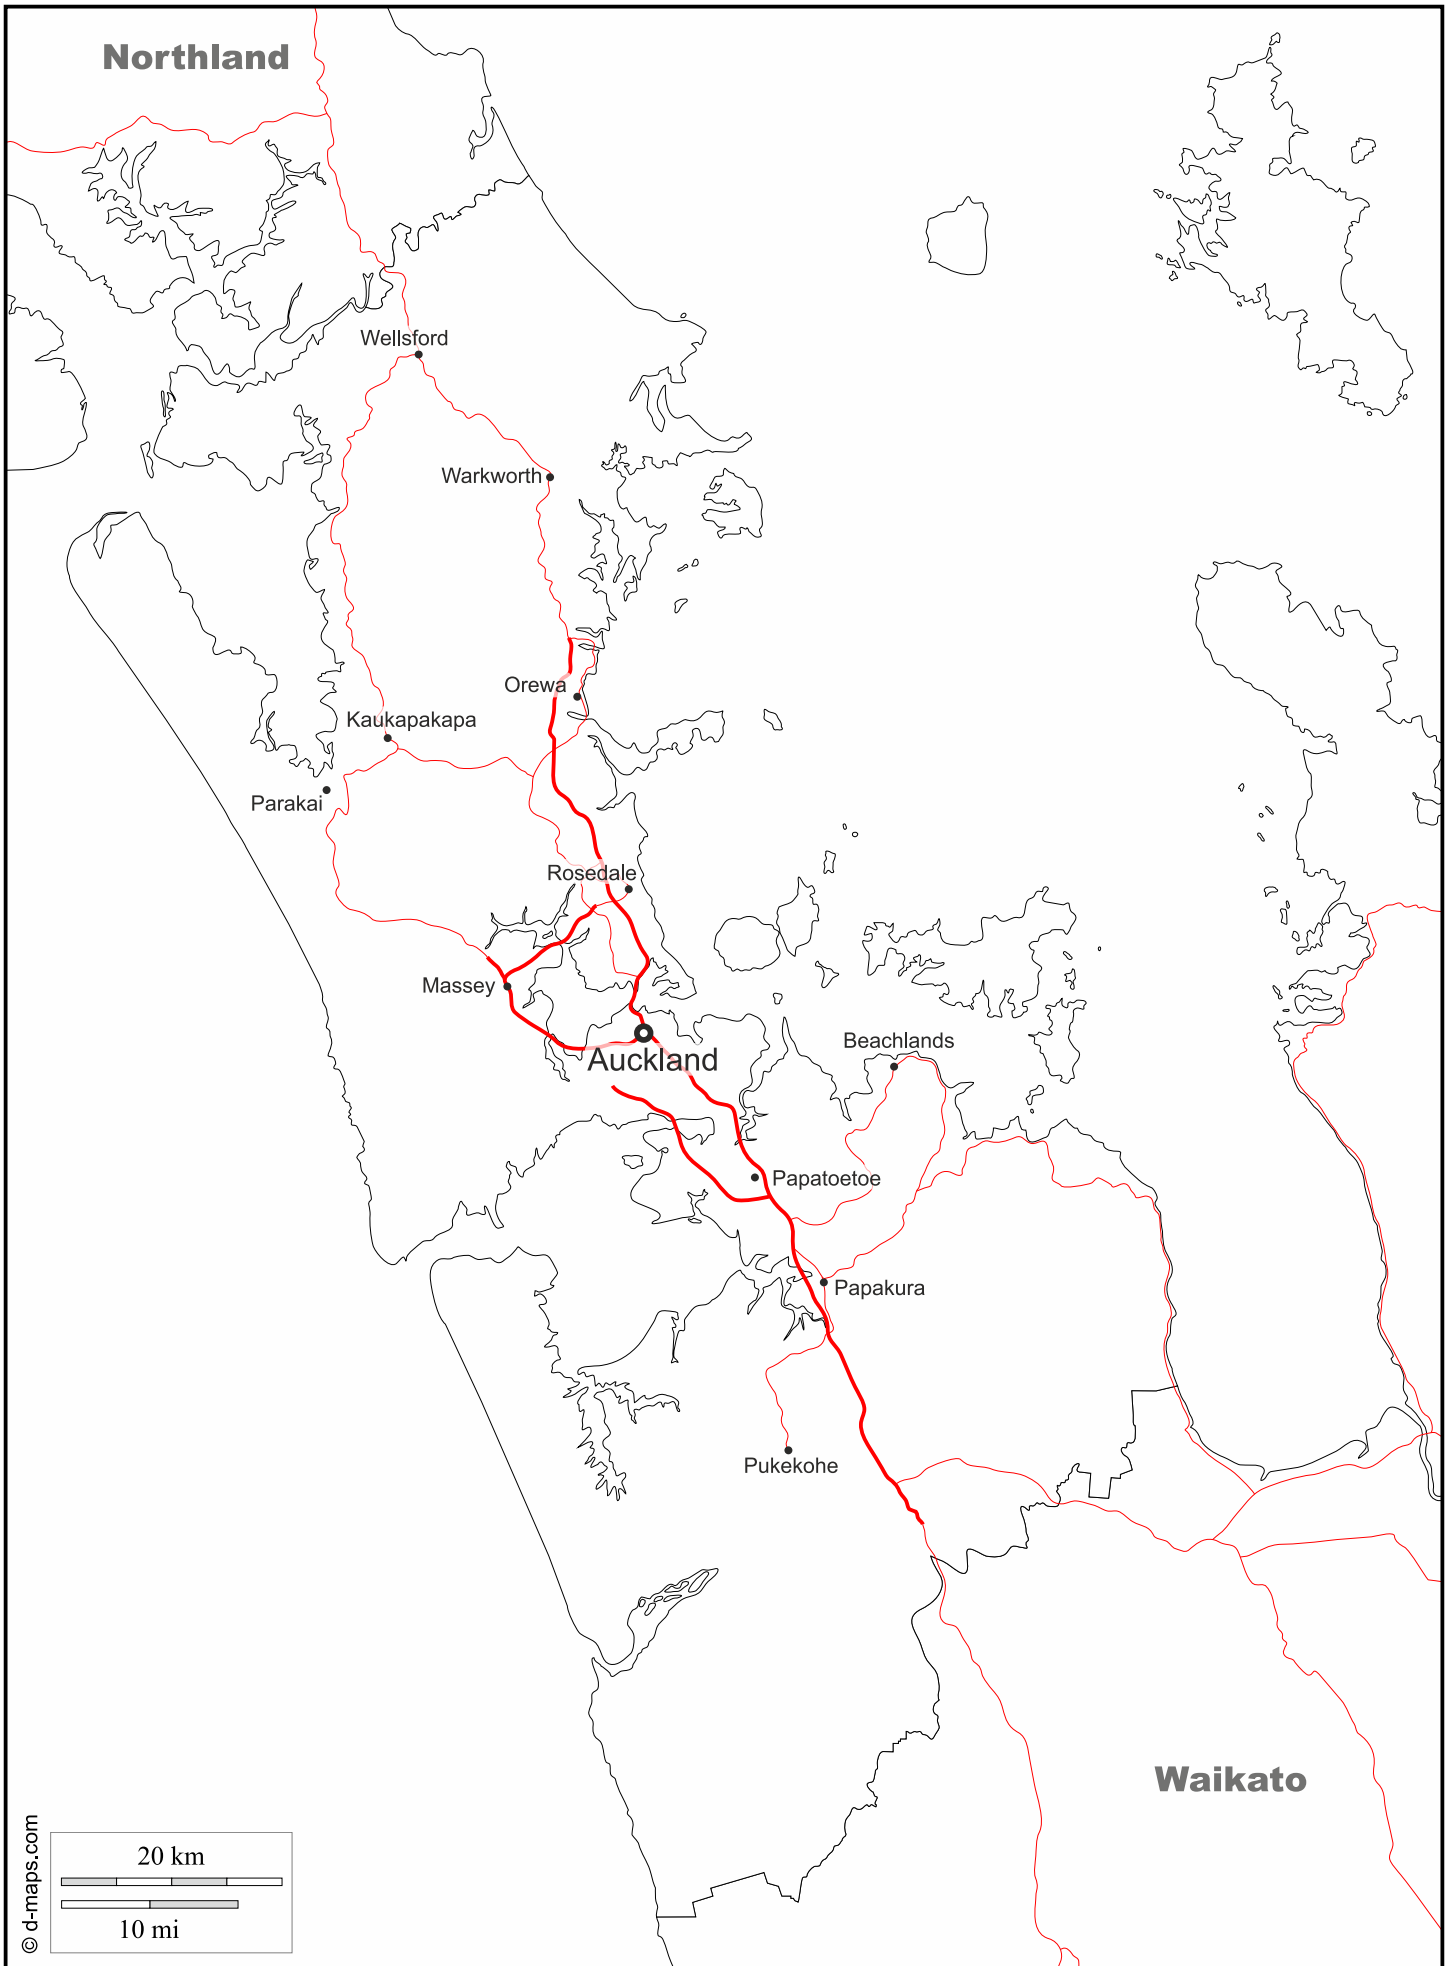 Northland
Wellsford
Warkworth
Orewa
Kaukapakapa
Parakai
Rosedale
Massey
Beachlands
Auckland
Papatoetoe
Papakura
Pukekohe
Waikato
20 km
10 mi
© d-maps.com